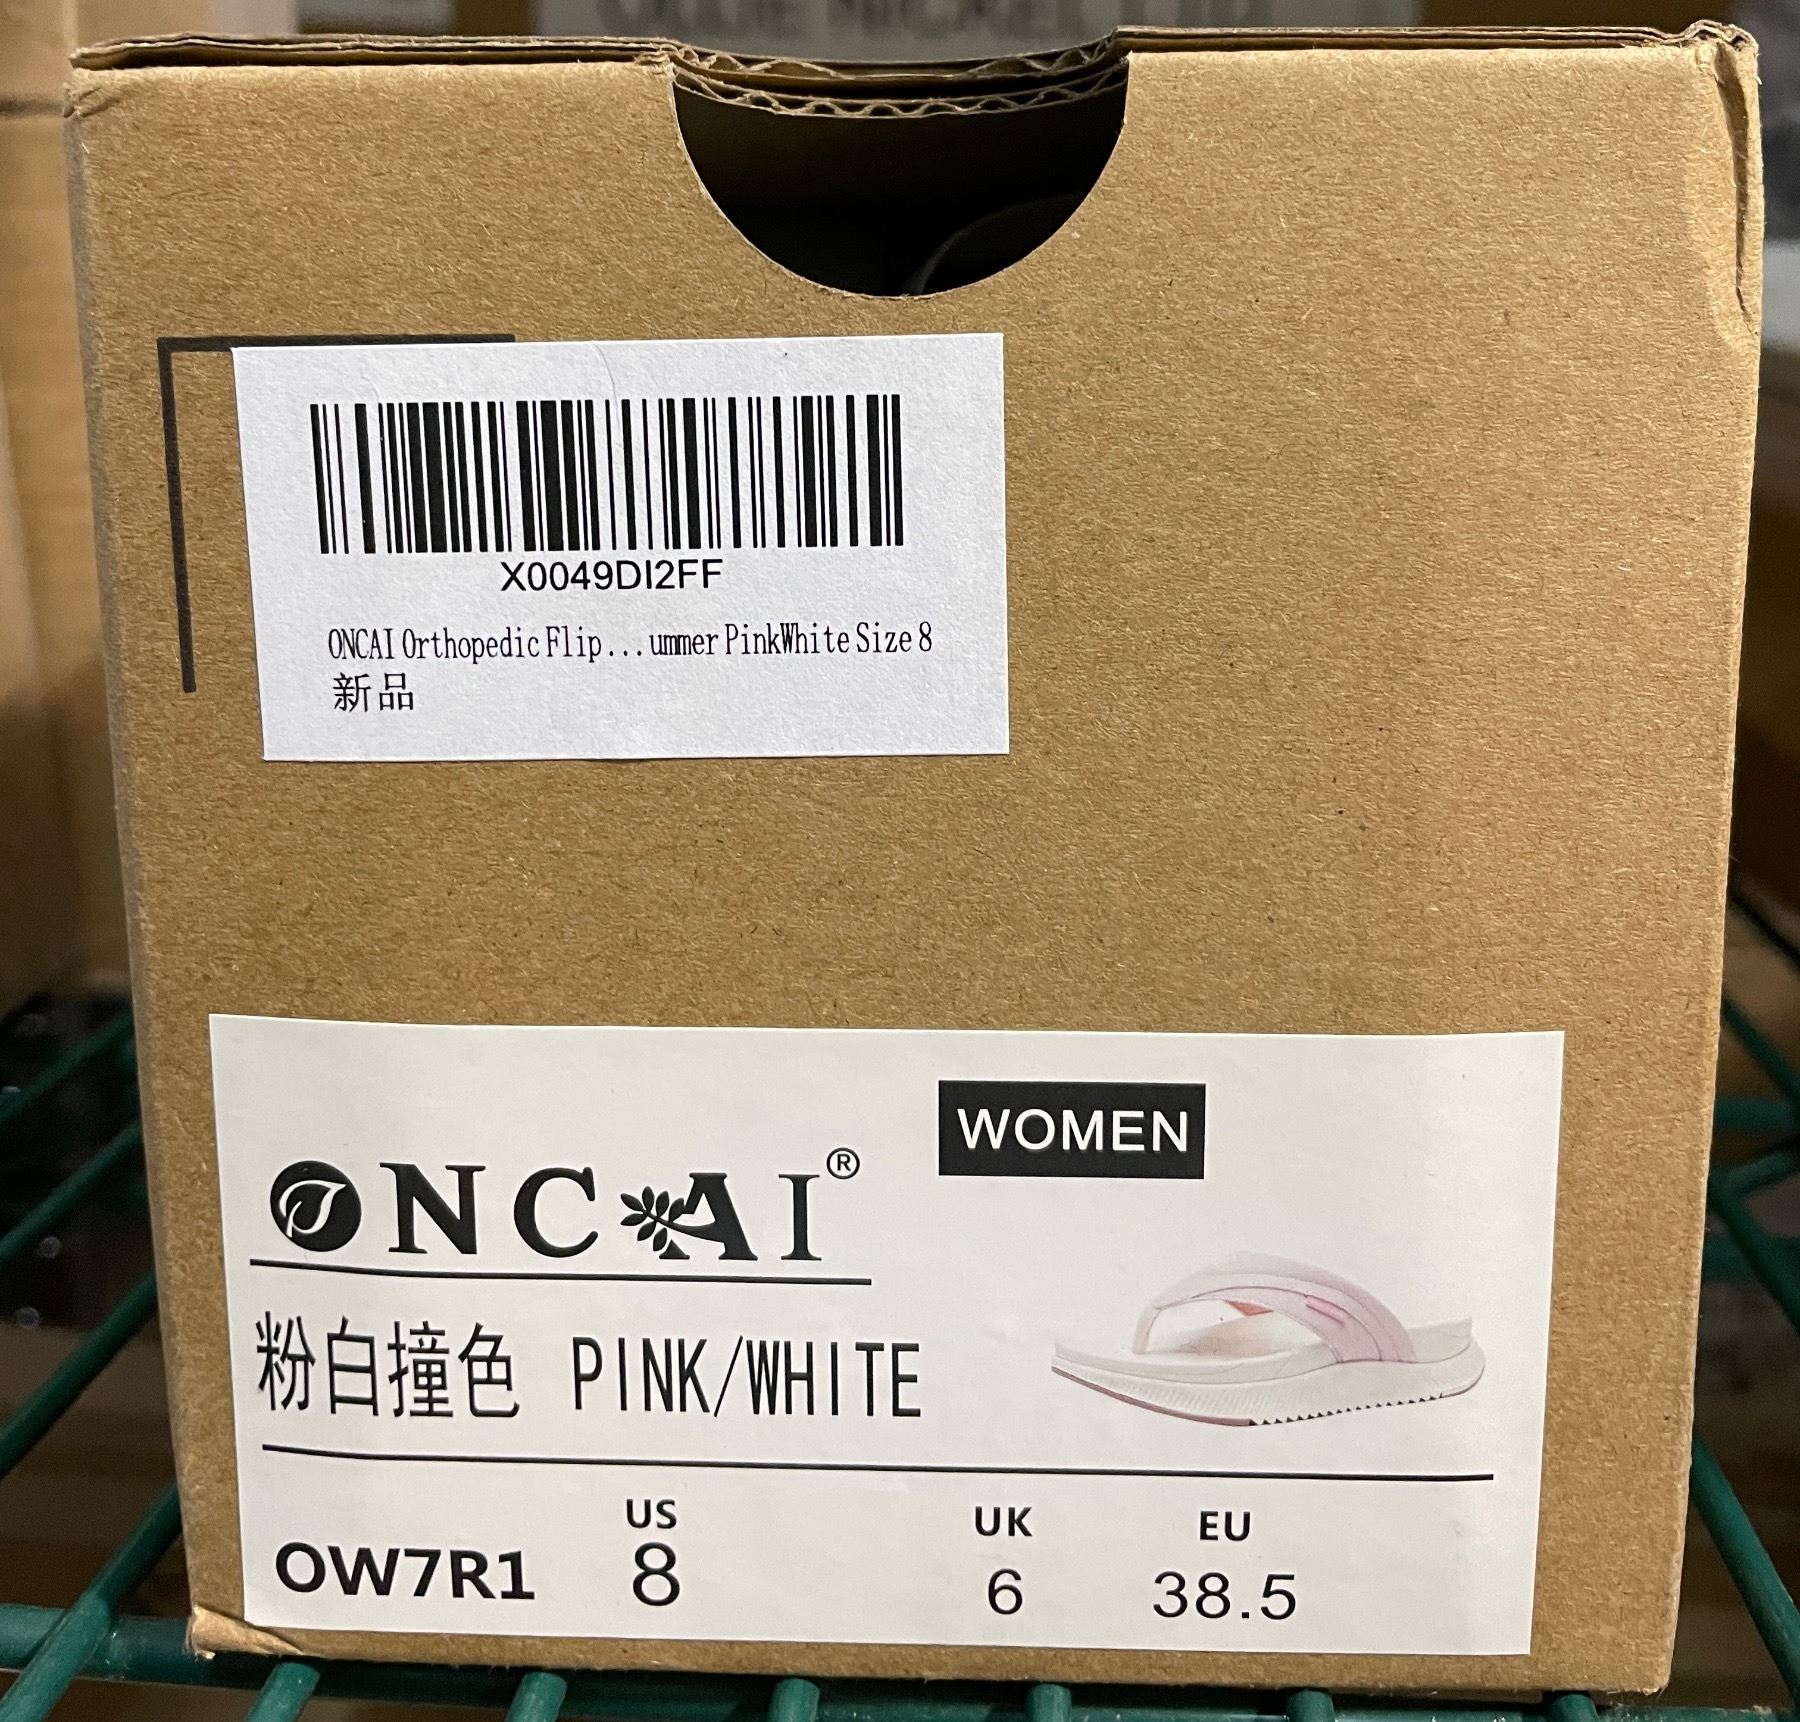 X0049DI2FF
ONCAI Orthopedic Flip...ummer PinkWhite Size 8
新品
WOMEN
ONCAI®
粉白撞色 PINK/WHITE
US UK EU
OW7R1 8 6 38.5